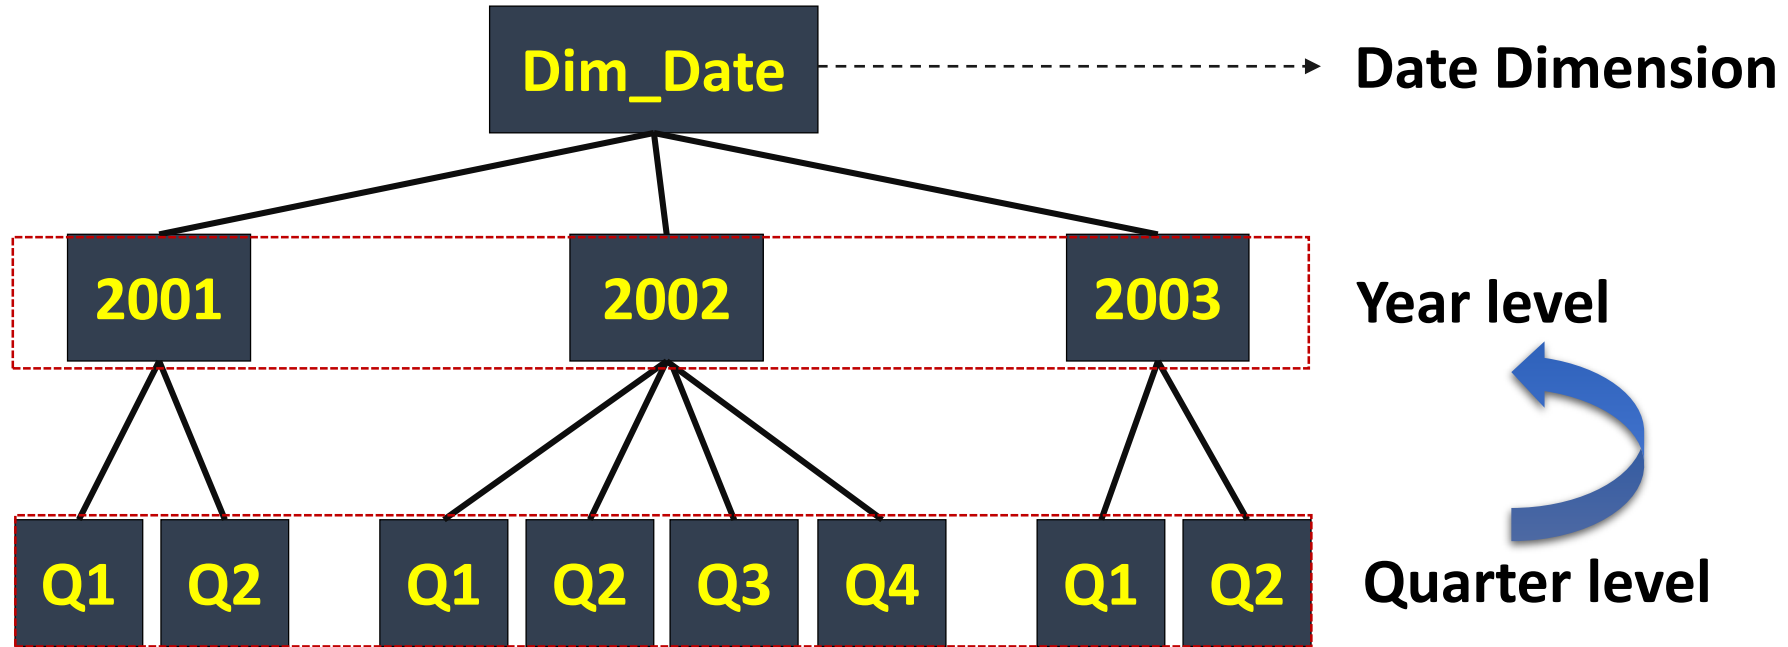 Dim_Date
Date Dimension
2001
2002
2003
Year level
Q1
Q2
Q1
Q2
Q3
Q4
Q1
Q2
Quarter level